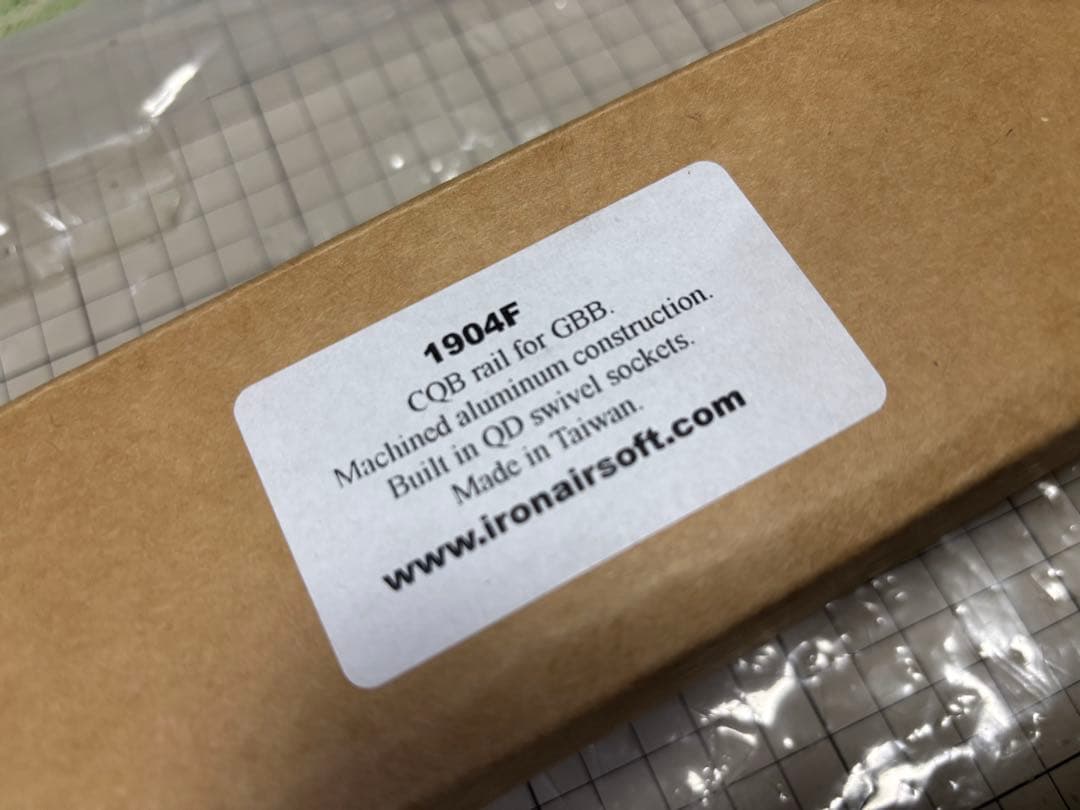 1904F
CQB rail for GBB.
Machined aluminum construction.
Built in QD swivel sockets.
Made in Taiwan.
www.ironairsoft.com